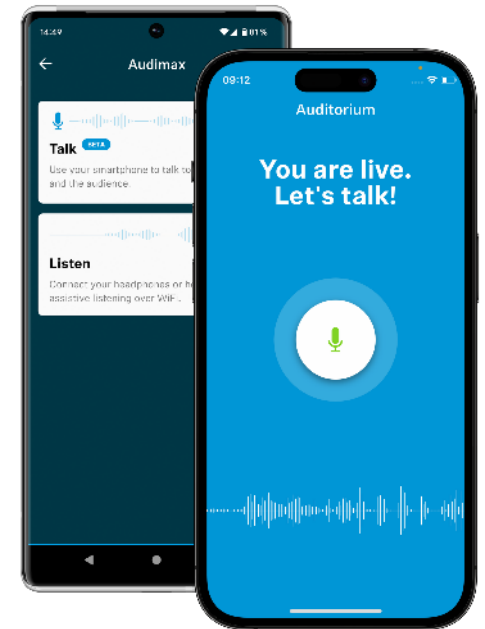 14:49
81%
Audimax
Talk BETA
Use your smartphone to talk to
and the audience.
Listen
Connect your headphones or he
assistive listening over WiFi.
09:12
Auditorium
You are live.
Let's talk!